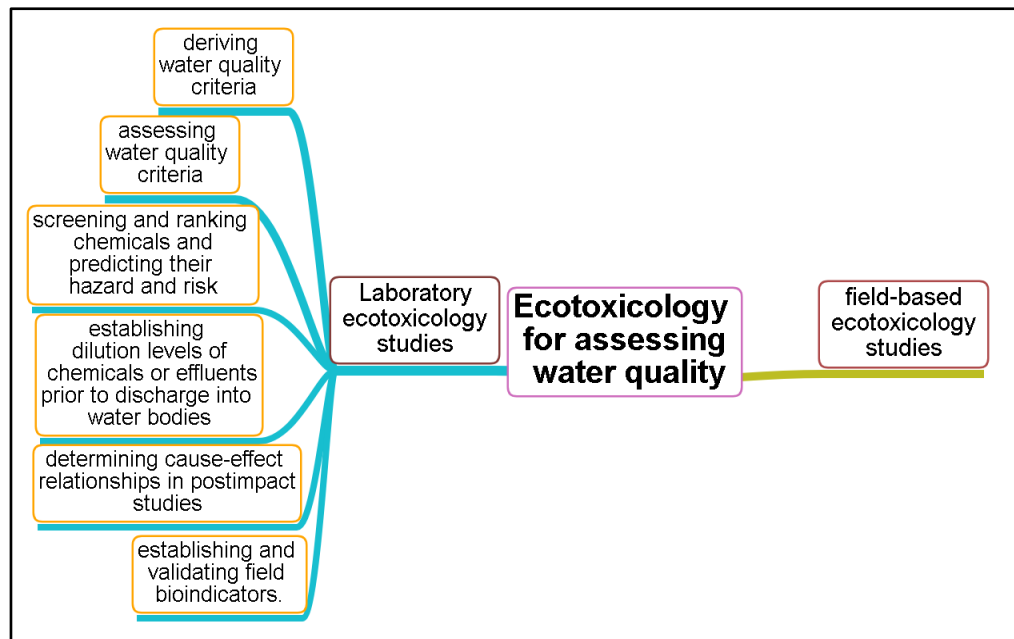 deriving
water quality
criteria
assessing
water quality
criteria
screening and ranking
chemicals and
predicting their
hazard and risk
establishing
dilution levels of
chemicals or effluents
prior to discharge into
water bodies
determining cause-effect
relationships in postimpact
studies
establishing and
validating field
bioindicators.
Laboratory
ecotoxicology
studies
Ecotoxicology
for assessing
water quality
field-based
ecotoxicology
studies